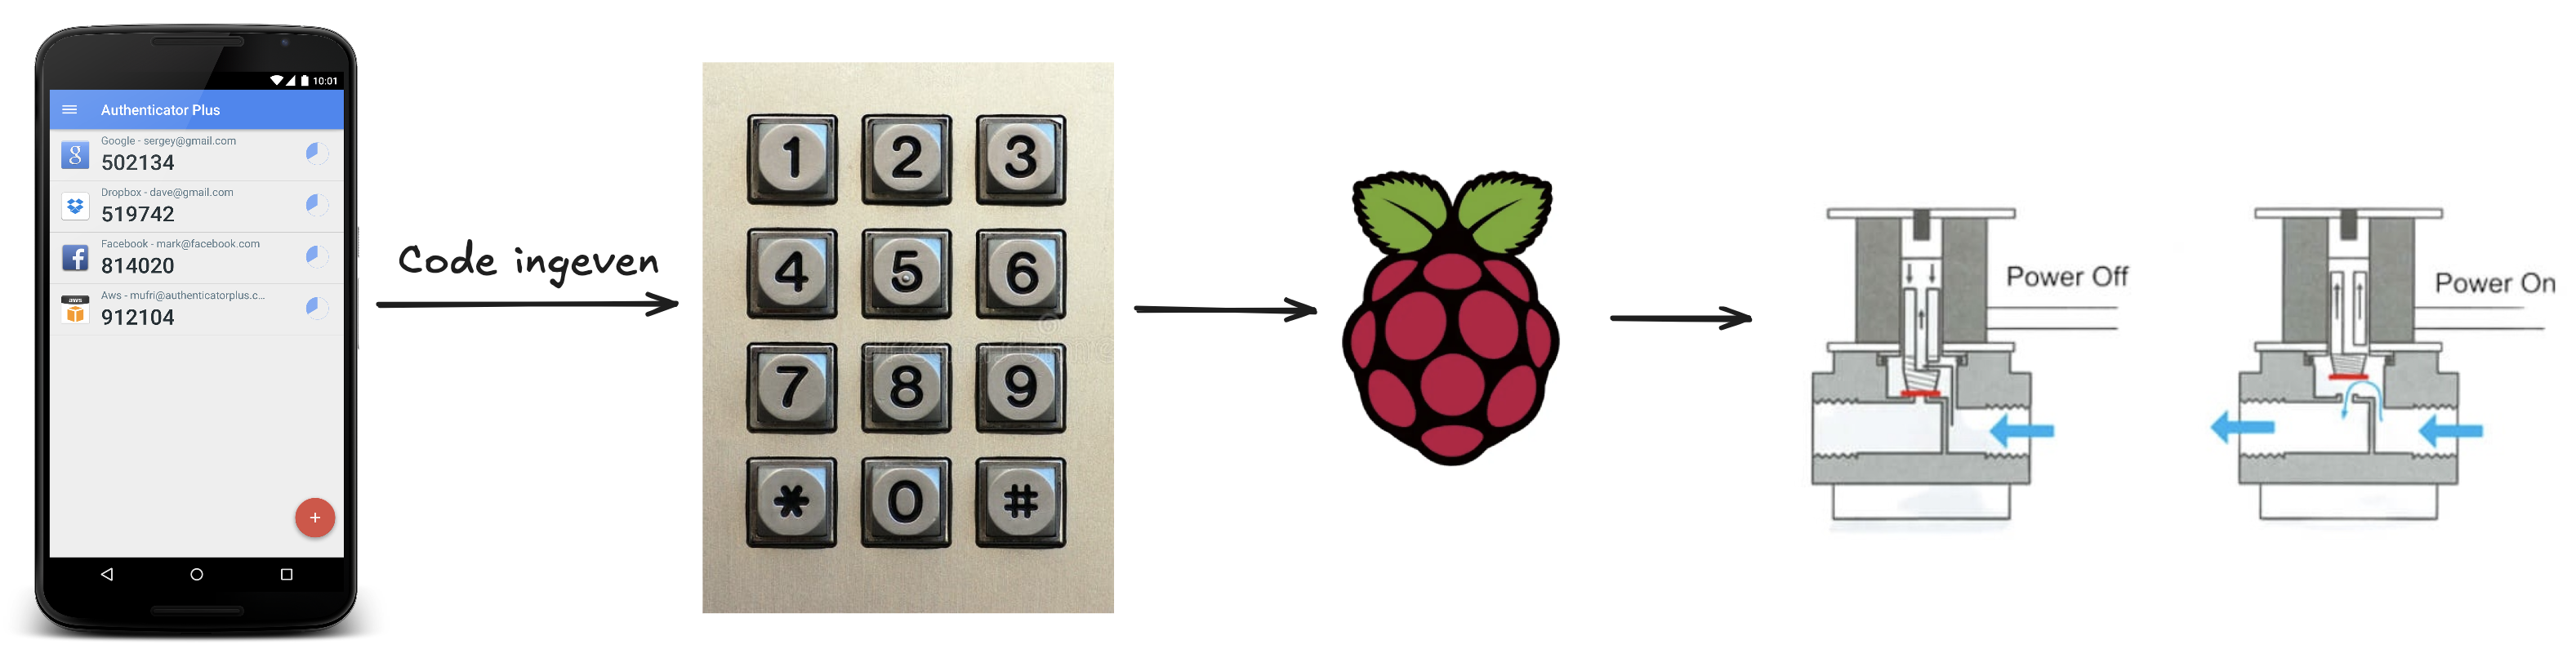 10:01
Authenticator Plus
Google - sergey@gmail.com
502134
Dropbox - dave@gmail.com
519742
Facebook - mark@facebook.com
814020
aws
Aws - mufri@authenticatorplus.c...
912104
+
Code ingeven
1 2 3
4 5 6
7 8 9
* 0 #
Power Off
Power On